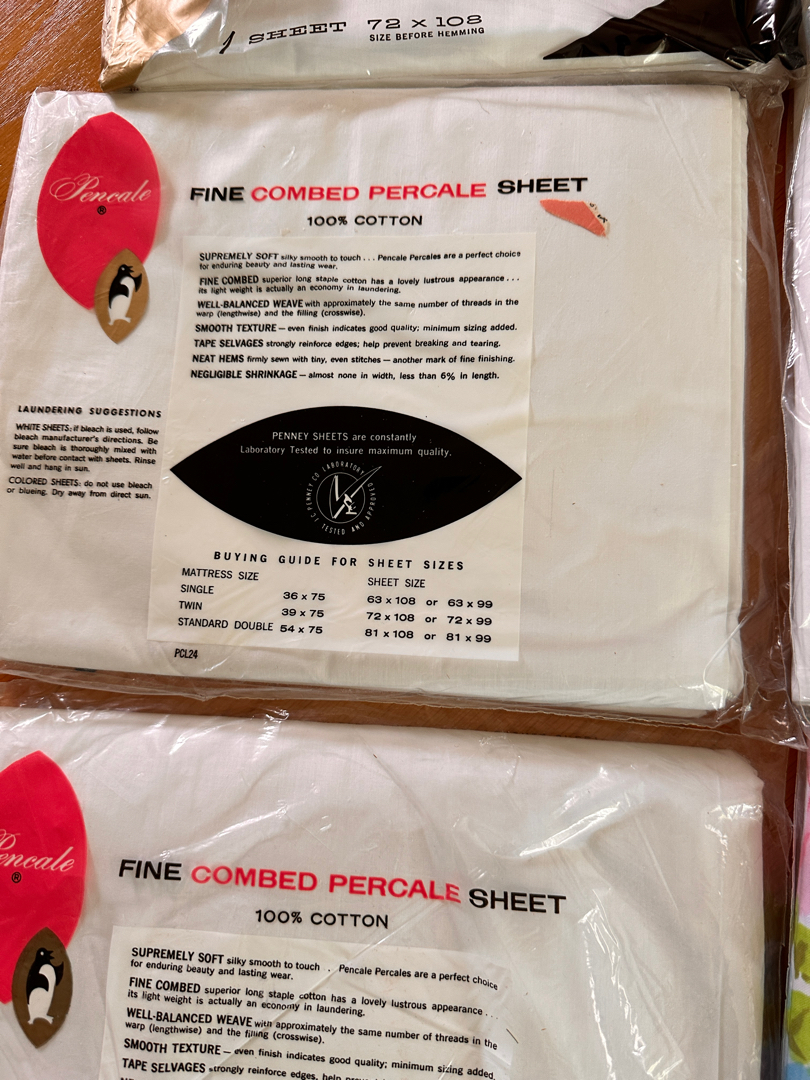 1 SHEET 72 x 108
SIZE BEFORE HEMMING
Pencale
®
FINE COMBED PERCALE SHEET
100% COTTON
SUPREMELY SOFT silky smooth to touch . . . Pencale Percales are a perfect choice
for enduring beauty and lasting wear.
FINE COMBED superior long staple cotton has a lovely lustrous appearance . . .
its light weight is actually an economy in laundering.
WELL-BALANCED WEAVE with approximately the same number of threads in the
warp (lengthwise) and the filling (crosswise).
SMOOTH TEXTURE — even finish indicates good quality; minimum sizing added.
TAPE SELVAGES strongly reinforce edges; help prevent breaking and tearing.
NEAT HEMS firmly sewn with tiny, even stitches — another mark of fine finishing.
NEGLIGIBLE SHRINKAGE — almost none in width, less than 6% in length.
LAUNDERING SUGGESTIONS
WHITE SHEETS: if bleach is used, follow
bleach manufacturer's directions. Be
sure bleach is thoroughly mixed with
water before contact with sheets. Rinse
well and hang in sun.
COLORED SHEETS: do not use bleach
or blueing. Dry away from direct sun.
PENNEY SHEETS are constantly
Laboratory Tested to insure maximum quality.
J.C. PENNEY CO LABORATORY
TESTED AND APPROVED
BUYING GUIDE FOR SHEET SIZES
MATTRESS SIZE SHEET SIZE
SINGLE 36 x 75 63 x 108 or 63 x 99
TWIN 39 x 75 72 x 108 or 72 x 99
STANDARD DOUBLE 54 x 75 81 x 108 or 81 x 99
PCL24
Pencale
®
FINE COMBED PERCALE SHEET
100% COTTON
SUPREMELY SOFT silky smooth to touch . Pencale Percales are a perfect choice
for enduring beauty and lasting wear.
FINE COMBED superior long staple cotton has a lovely lustrous appearance . . .
its light weight is actually an economy in laundering.
WELL-BALANCED WEAVE with approximately the same number of threads in the
warp (lengthwise) and the filling (crosswise).
SMOOTH TEXTURE — even finish indicates good quality; minimum sizing added.
TAPE SELVAGES strongly reinforce edges; help